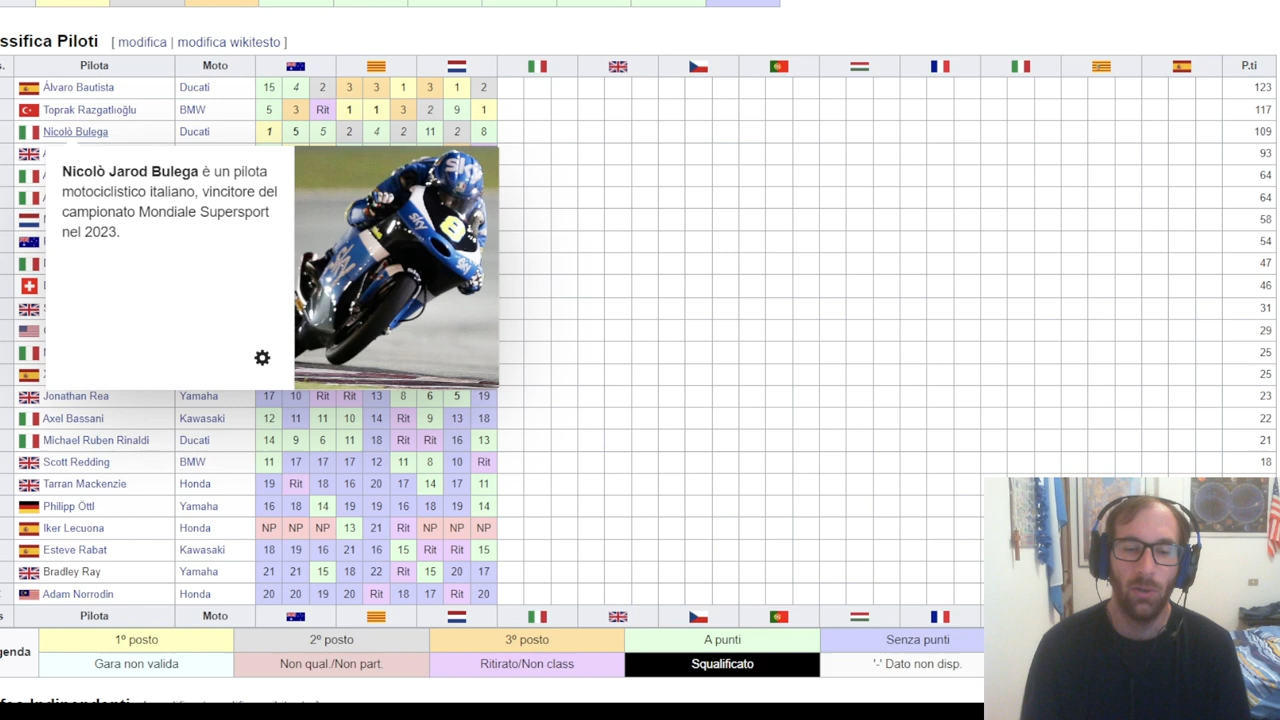 ssifica Piloti [ modifica | modifica wikitesto ]
s. Pilota Moto P.ti
Álvaro Bautista Ducati 15 4 2 3 3 1 3 1 2 123
Toprak Razgatlıoğlu BMW 5 3 Rit 1 1 3 2 9 1 117
Nicolò Bulega Ducati 1 5 5 2 4 2 11 2 8 109
93
64
64
58
54
47
46
31
29
25
25
Nicolò Jarod Bulega è un pilota
motociclistico italiano, vincitore del
campionato Mondiale Supersport
nel 2023.
sky
sky
8
sky
sky
Jonathan Rea Yamaha 17 10 Rit Rit 13 8 6 5 19 23
Axel Bassani Kawasaki 12 11 11 10 14 Rit 9 13 18 22
Michael Ruben Rinaldi Ducati 14 9 6 11 18 Rit Rit 16 13 21
Scott Redding BMW 11 17 17 17 12 11 8 10 Rit 18
Tarran Mackenzie Honda 19 Rit 18 16 20 17 14 17 11
Philipp Öttl Yamaha 16 18 14 19 19 16 18 19 14
Iker Lecuona Honda NP NP NP 13 21 Rit NP NP NP
Esteve Rabat Kawasaki 18 19 16 21 16 15 Rit Rit 15
Bradley Ray Yamaha 21 21 15 18 22 Rit 15 20 17
Adam Norrodin Honda 20 20 19 20 Rit 18 17 Rit 20
s Pilota Moto
genda 1º posto 2º posto 3º posto A punti Senza punti
Gara non valida Non qual./Non part. Ritirato/Non class Squalificato '-' Dato non disp.